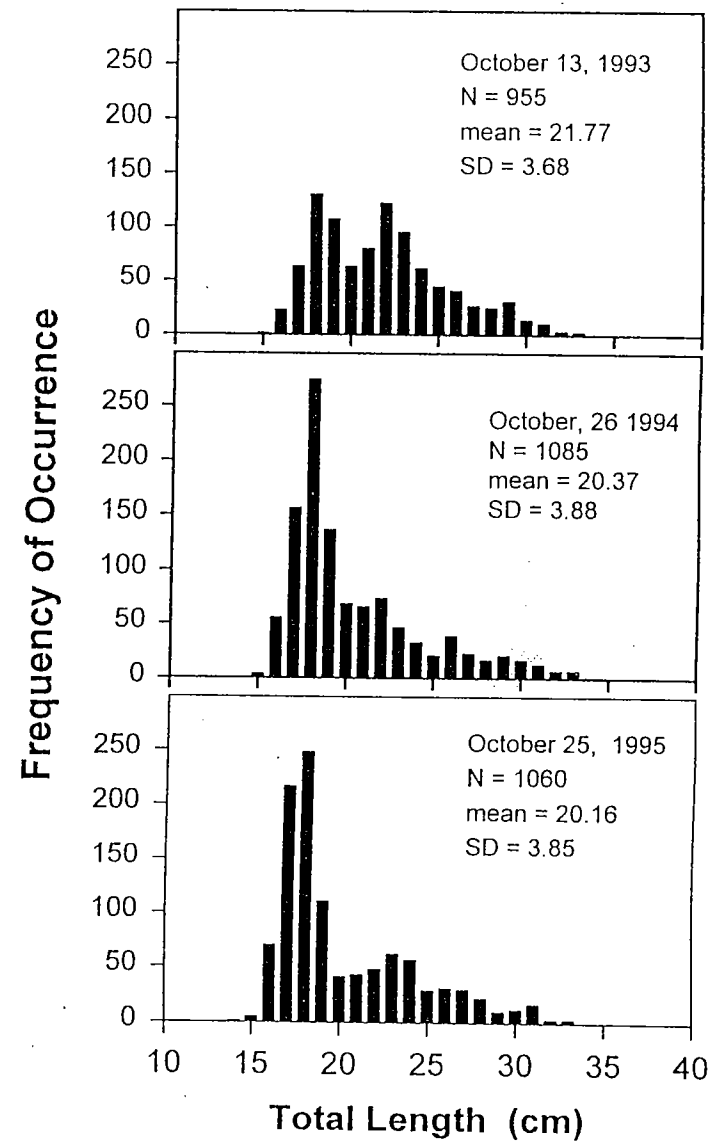 Frequency of Occurrence
250
200
150
100
50
0
October 13, 1993
N = 955
mean = 21.77
SD = 3.68
250
200
150
100
50
0
October, 26 1994
N = 1085
mean = 20.37
SD = 3.88
250
200
150
100
50
0
October 25, 1995
N = 1060
mean = 20.16
SD = 3.85
10 15 20 25 30 35 40
Total Length (cm)